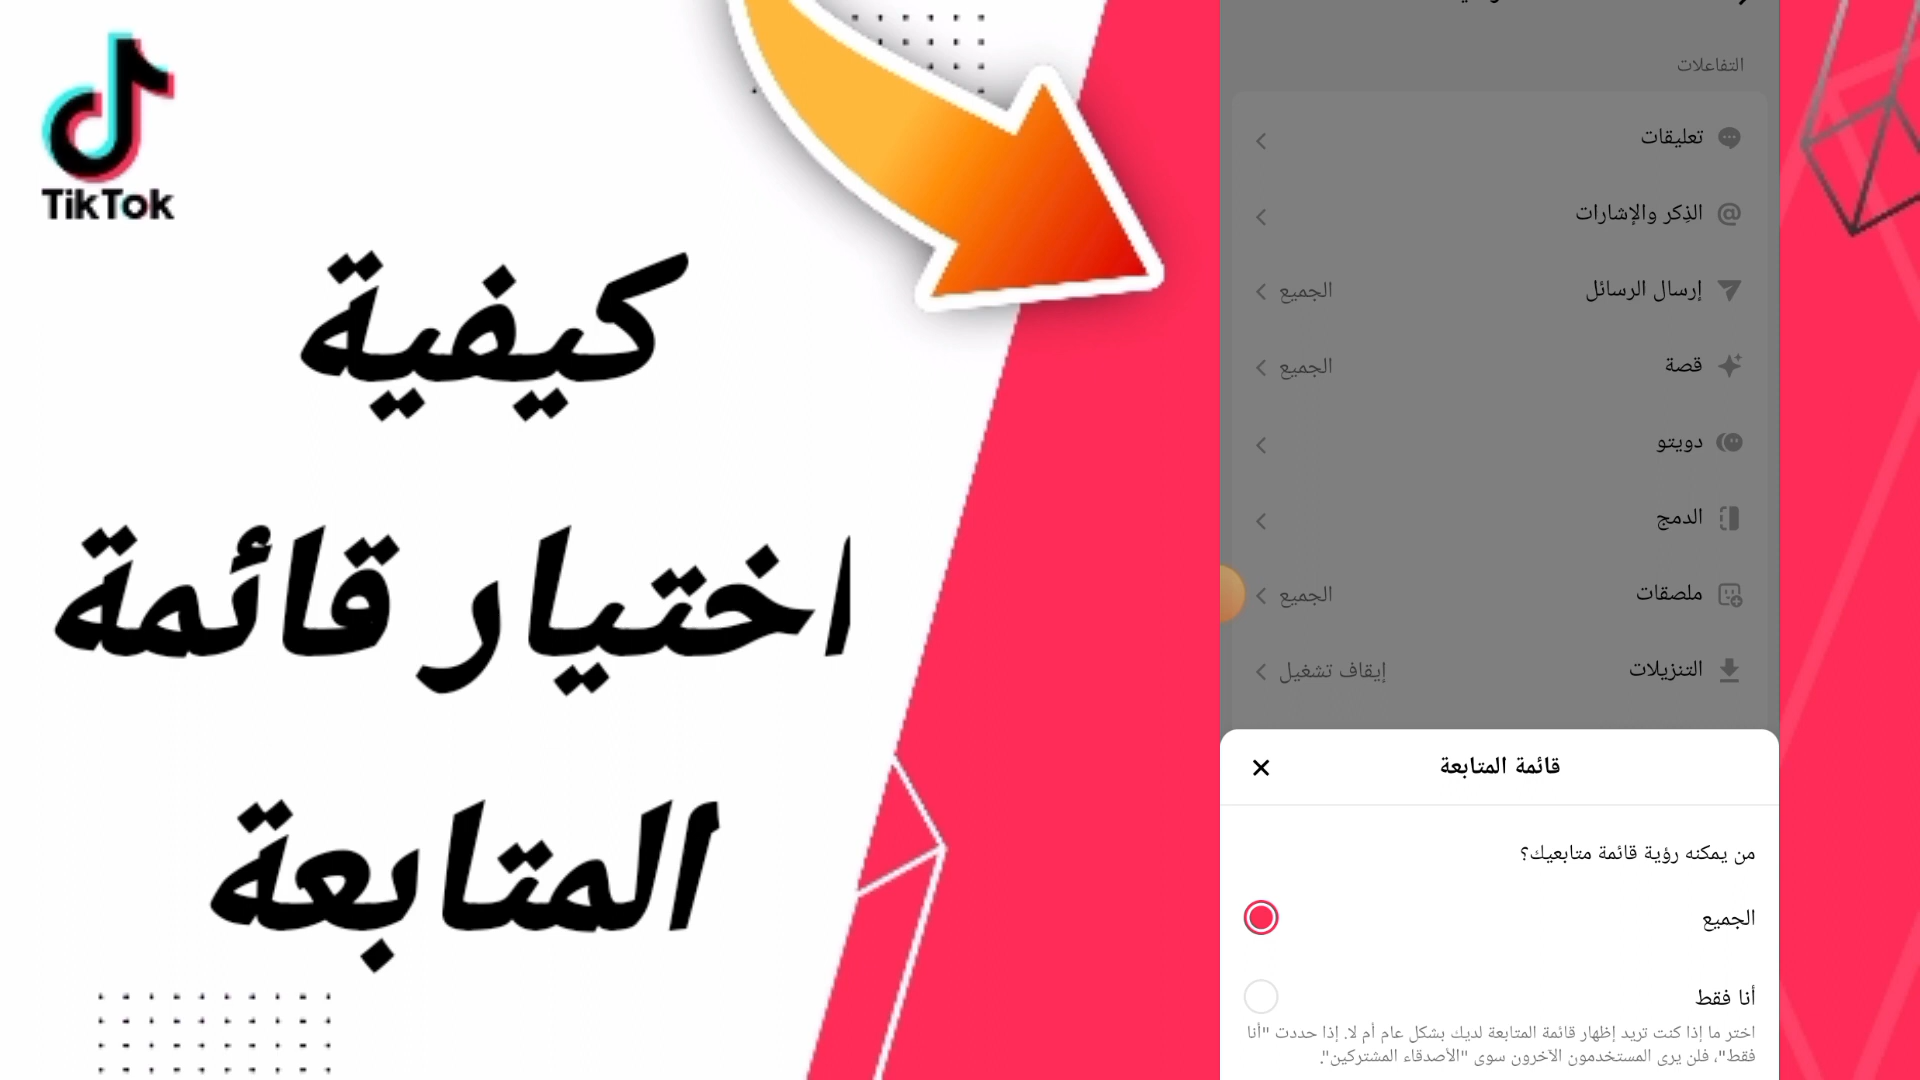 TikTok
كيفية
اختيار قائمة
المتابعة
التفاعلات
تعليقات
الذِكر والإشارات
إرسال الرسائل الجميع
قصة الجميع
دويتو
الدمج
ملصقات الجميع
التنزيلات إيقاف تشغيل
قائمة المتابعة
من يمكنه رؤية قائمة متابعيك؟
الجميع
أنا فقط
اختر ما إذا كنت تريد إظهار قائمة المتابعة لديك بشكل عام أم لا. إذا حددت "أنا
فقط"، فلن يرى المستخدمون الآخرون سوى "الأصدقاء المشتركين".